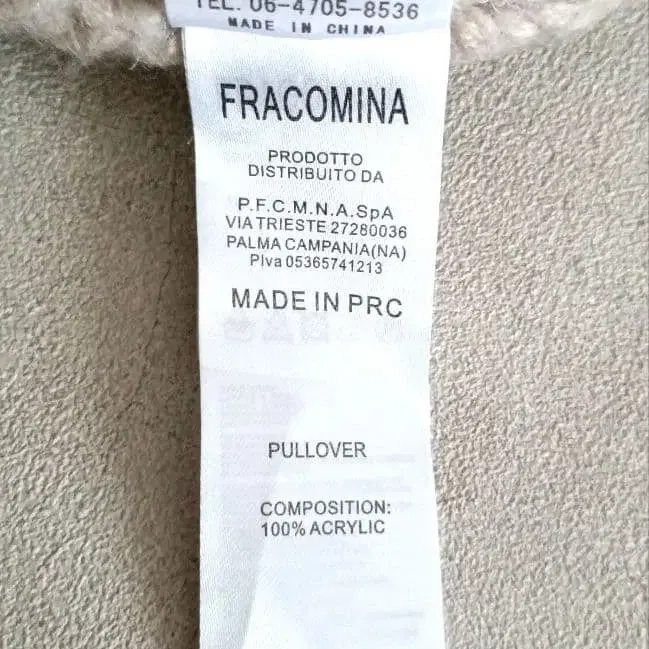 TEL. 06-4705-8536
MADE IN CHINA
FRACOMINA
PRODOTTO
DISTRIBUITO DA
P.F.C.M.N.A.SpA
VIA TRIESTE 27280036
PALMA CAMPANIA(NA)
PIva 05365741213
MADE IN PRC
PULLOVER
COMPOSITION:
100% ACRYLIC